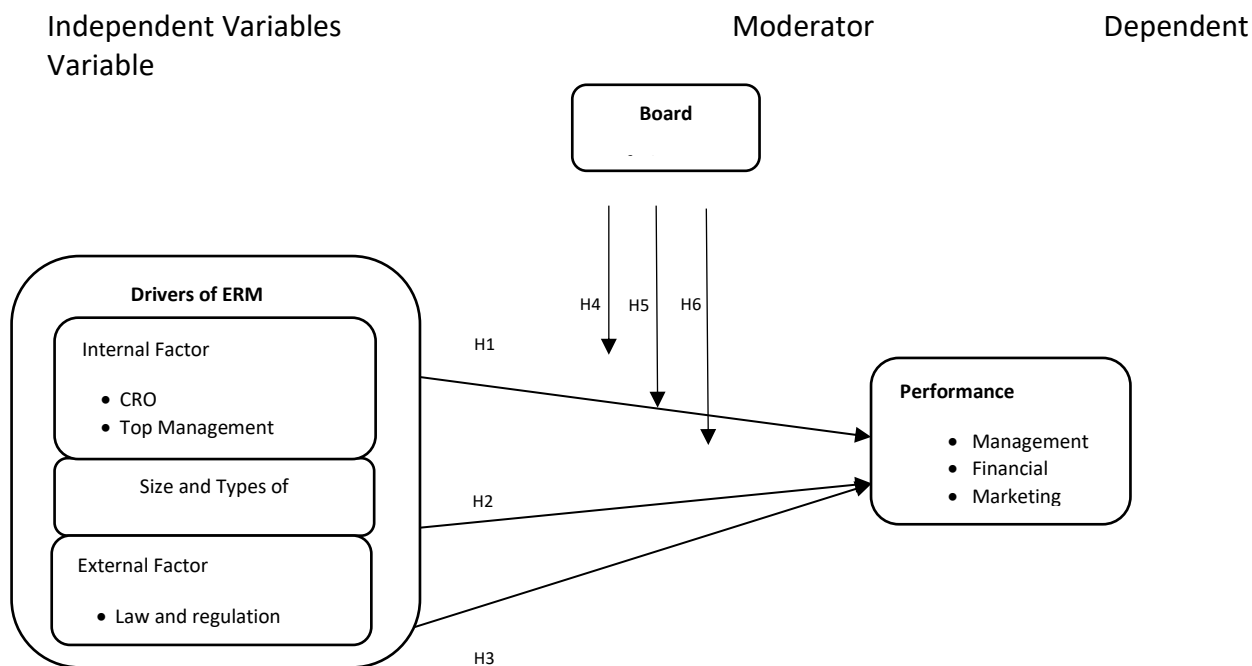 Independent Variables Moderator Dependent
Variable
Board
Drivers of ERM
H4
H5
H6
Internal Factor
H1
• CRO
• Top Management
Performance
• Management
• Financial
• Marketing
Size and Types of
H2
External Factor
• Law and regulation
H3